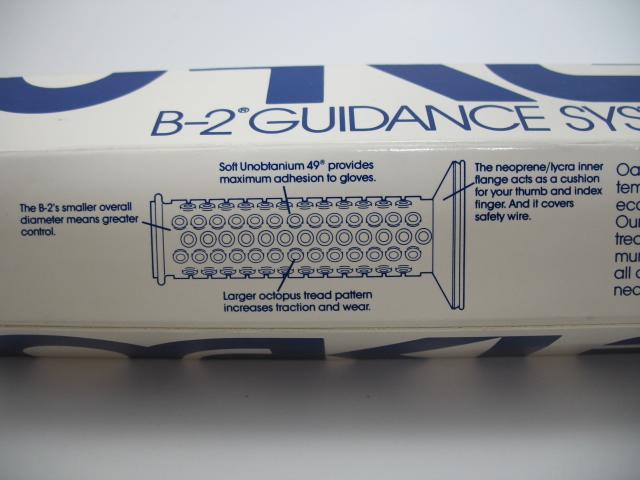 B-2® GUIDANCE SYS
Soft Unobtanium 49® provides
maximum adhesion to gloves.
The B-2's smaller overall
diameter means greater
control.
The neoprene/lycra inner
flange acts as a cushion
for your thumb and index
finger. And it covers
safety wire.
Larger octopus tread pattern
increases traction and wear.
Oa
tem
eco
Our
trea
mun
all
nec